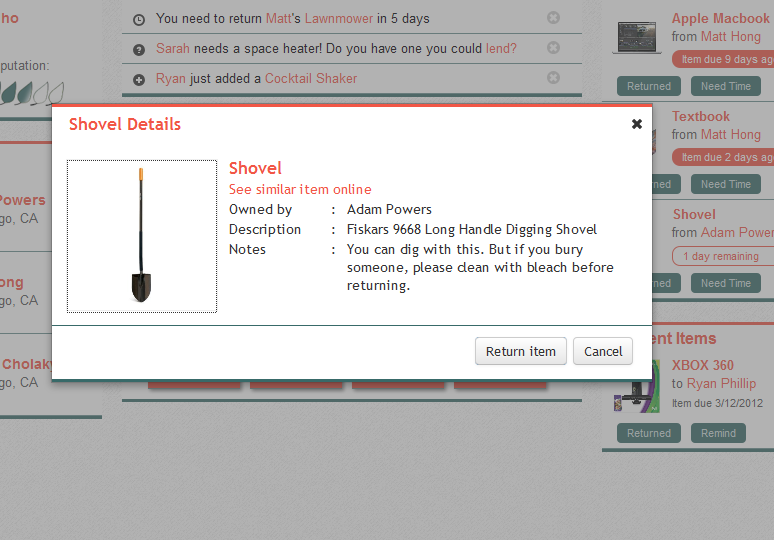 ho
putation:
Powers
go, CA
ong
go, CA
Cholaky
go, CA
You need to return Matt's Lawnmower in 5 days
Sarah needs a space heater! Do you have one you could lend?
Ryan just added a Cocktail Shaker
Shovel Details
Shovel
See similar item online
Owned by : Adam Powers
Description : Fiskars 9668 Long Handle Digging Shovel
Notes : You can dig with this. But if you bury
someone, please clean with bleach before
returning.
Return item Cancel
Apple Macbook
from Matt Hong
Item due 9 days ago
Returned Need Time
Textbook
from Matt Hong
Item due 2 days ago
rned Need Time
Shovel
from Adam Power
1 day remaining
rned Need Time
ent Items
XBOX 360
to Ryan Phillip
Item due 3/12/2012
Returned Remind